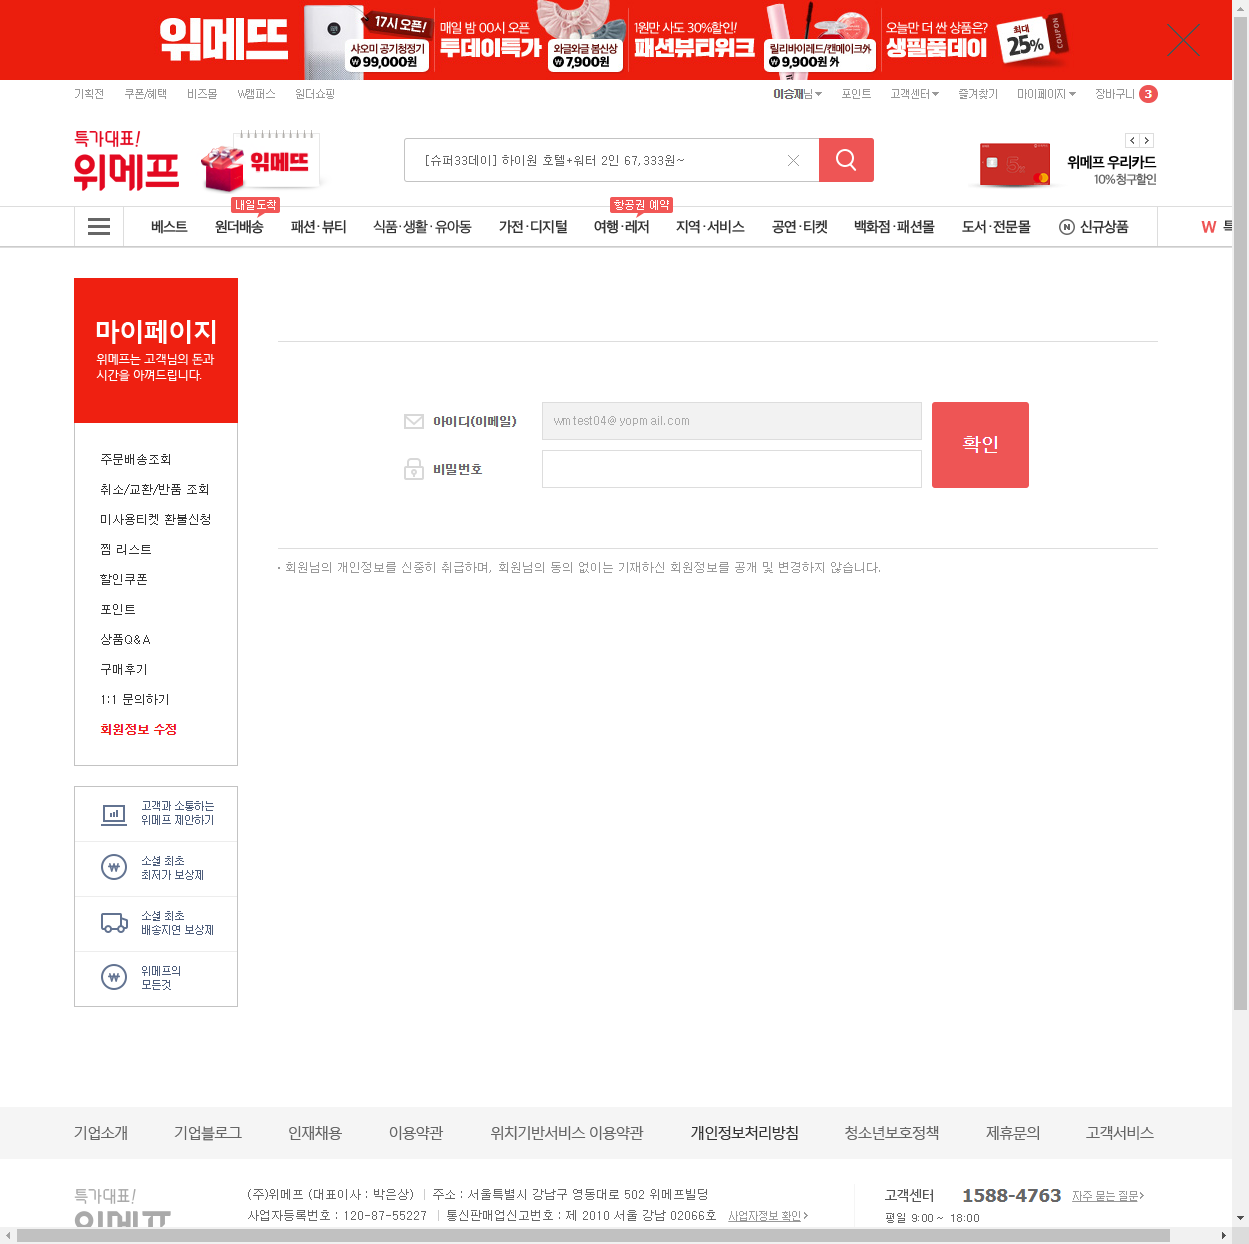 위메뜨
17시 오픈!
샤오미 공기청정기
₩99,000원
매일 밤 00시 오픈
투데이특가
와글와글 봄신상
₩7,900원
1원만 사도 30%할인!
패션뷰티위크
릴리바이레드/캔메이크外
₩9,900원 外
오늘만 더 싼 상품은?
생필품데이
최대
25%
COUPON
기획전 쿠폰/혜택 비즈몰 W캠퍼스 원더쇼핑
이승재님 포인트 고객센터 즐겨찾기 마이페이지 장바구니 3
특가대표!
위메프
위메뜨
[슈퍼33데이] 하이원 호텔+워터 2인 67,333원~
위메프 우리카드
10% 청구할인
내일도착
항공권 예약
베스트 원더배송 패션·뷰티 식품·생활·유아동 가전·디지털 여행·레저 지역·서비스 공연·티켓 백화점·패션몰 도서·전문몰 N 신규상품 W 특
마이페이지
위메프는 고객님의 돈과
시간을 아껴드립니다.
주문배송조회
취소/교환/반품 조회
미사용티켓 환불신청
찜 리스트
할인쿠폰
포인트
상품Q&A
구매후기
1:1 문의하기
회원정보 수정
아이디(이메일) wmtest04@yopmail.com
비밀번호
확인
· 회원님의 개인정보를 신중히 취급하며, 회원님의 동의 없이는 기재하신 회원정보를 공개 및 변경하지 않습니다.
고객과 소통하는
위메프 제안하기
소셜 최초
최저가 보상제
소셜 최초
배송지연 보상제
위메프의
모든것
기업소개 기업블로그 인재채용 이용약관 위치기반서비스 이용약관 개인정보처리방침 청소년보호정책 제휴문의 고객서비스
특가대표!
위메프
(주)위메프 (대표이사 : 박은상) | 주소 : 서울특별시 강남구 영동대로 502 위메프빌딩
사업자등록번호 : 120-87-55227 | 통신판매업신고번호 : 제 2010 서울 강남 02066호 사업자정보 확인>
고객센터 1588-4763 자주 묻는 질문>
평일 9:00 ~ 18:00